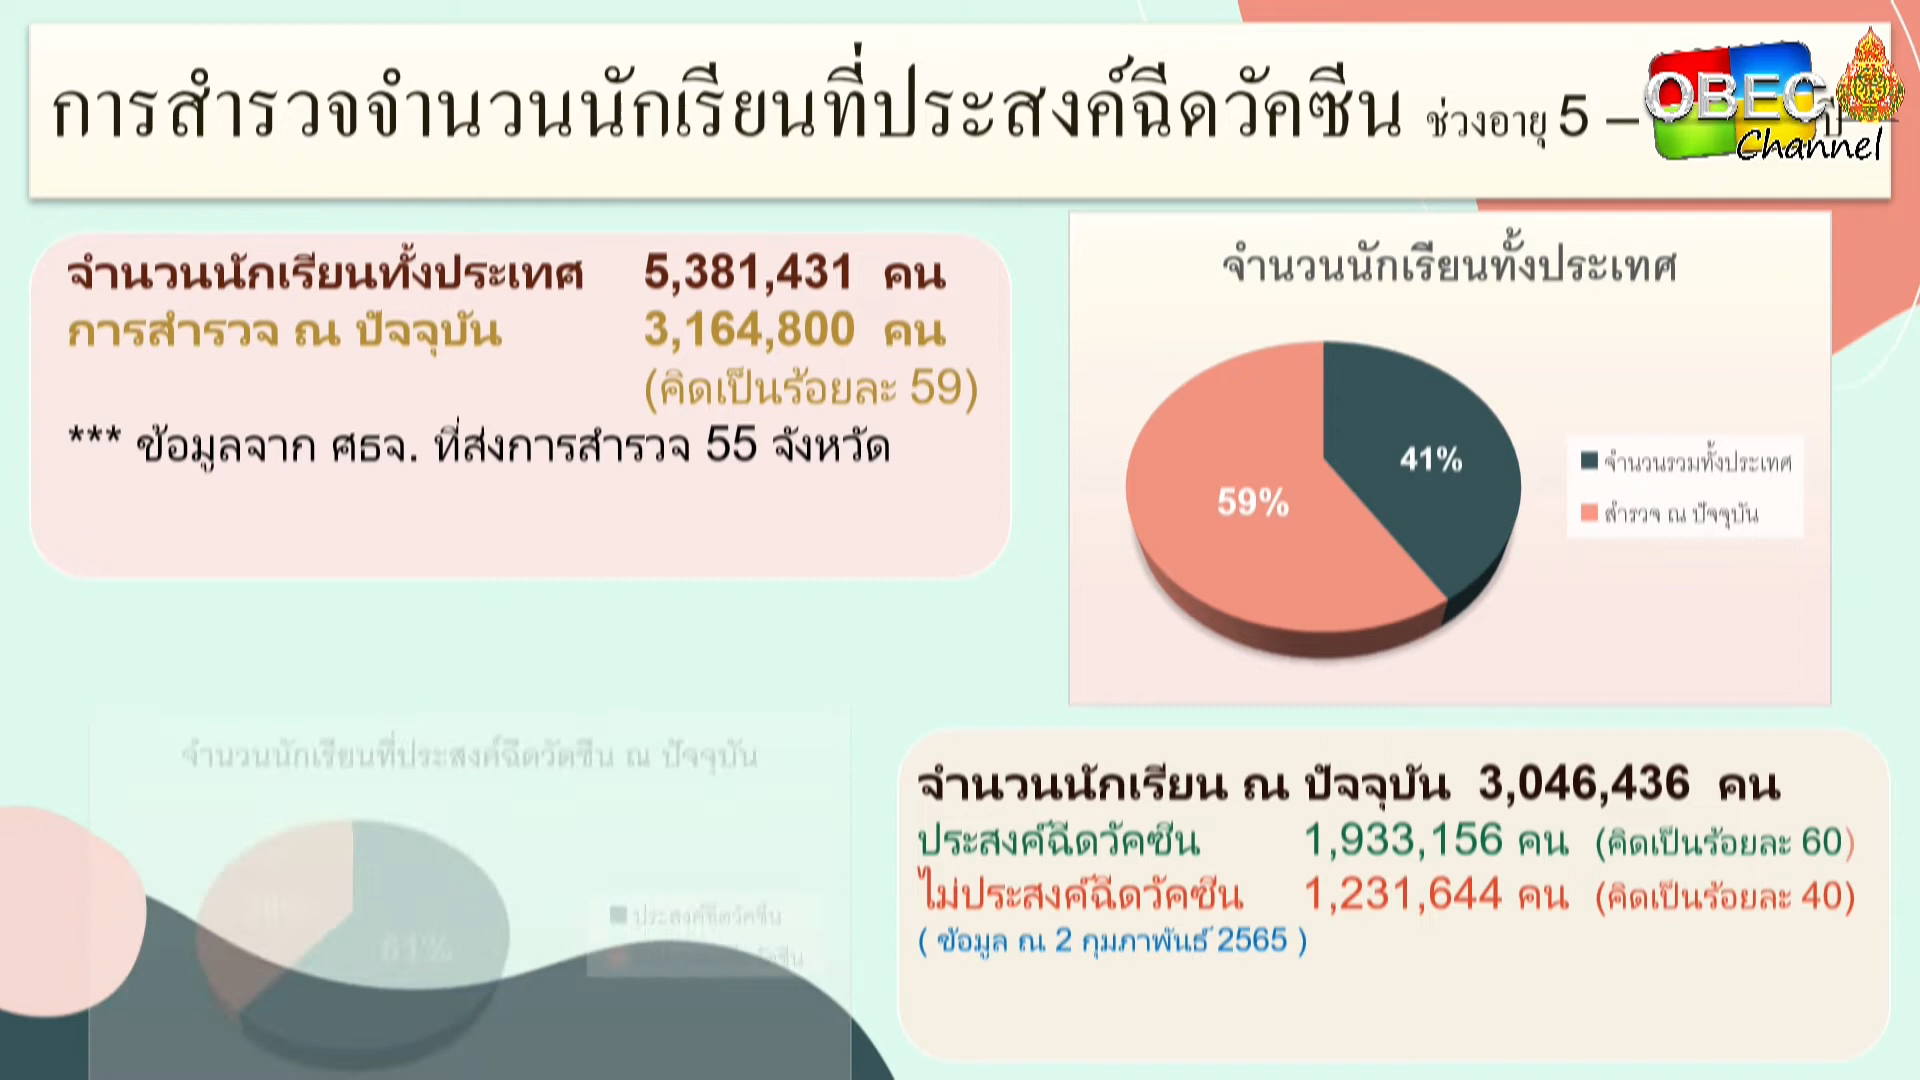 การสำรวจจำนวนนักเรียนที่ประสงค์ฉีดวัคซีน ช่วงอายุ 5 – ปี
OBEC
Channel
จำนวนนักเรียนทั้งประเทศ 5,381,431 คน
การสำรวจ ณ ปัจจุบัน 3,164,800 คน
(คิดเป็นร้อยละ 59)
*** ข้อมูลจาก ศธจ. ที่ส่งการสำรวจ 55 จังหวัด
จำนวนนักเรียนทั้งประเทศ
41%
59%
จำนวนรวมทั้งประเทศ
สำรวจ ณ ปัจจุบัน
จำนวนนักเรียนที่ประสงค์ฉีดวัคซีน ณ ปัจจุบัน
61%
ประสงค์ฉีดวัคซีน
จำนวนนักเรียน ณ ปัจจุบัน 3,046,436 คน
ประสงค์ฉีดวัคซีน 1,933,156 คน (คิดเป็นร้อยละ 60)
ไม่ประสงค์ฉีดวัคซีน 1,231,644 คน (คิดเป็นร้อยละ 40)
( ข้อมูล ณ 2 กุมภาพันธ์ 2565 )